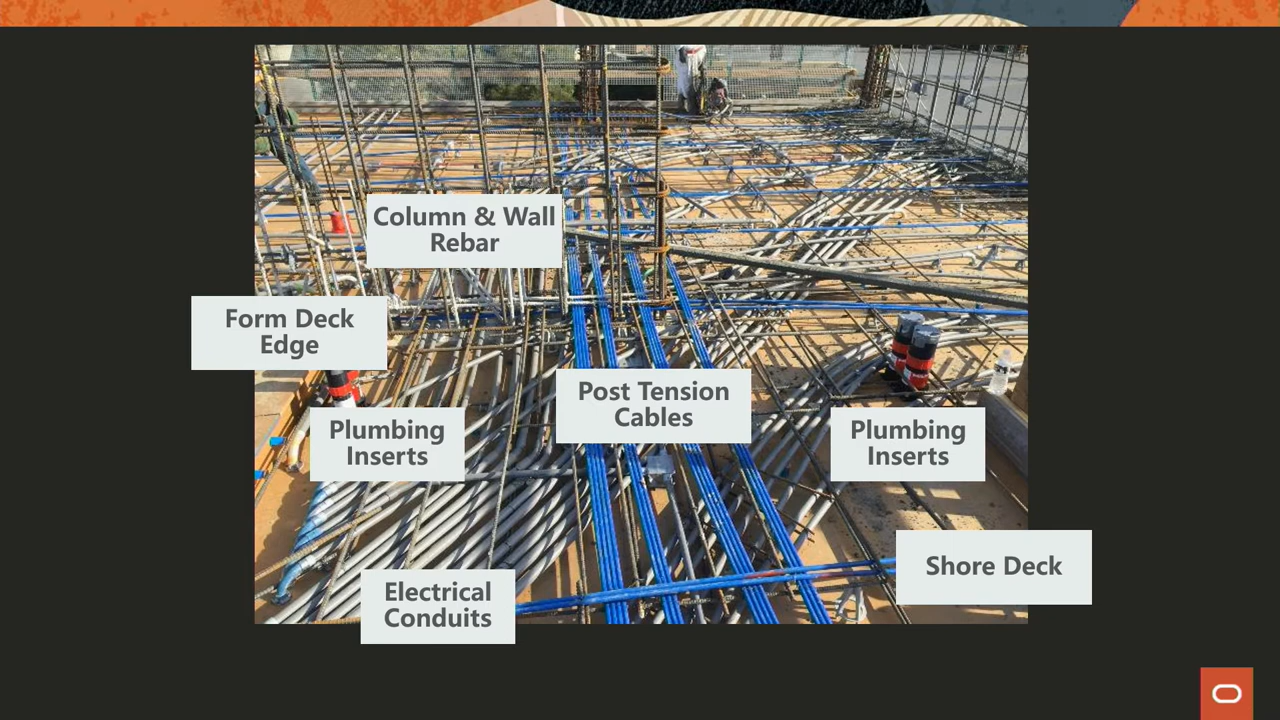 Column & Wall
Rebar
Form Deck
Edge
Post Tension
Cables
Plumbing
Inserts
Plumbing
Inserts
Shore Deck
Electrical
Conduits